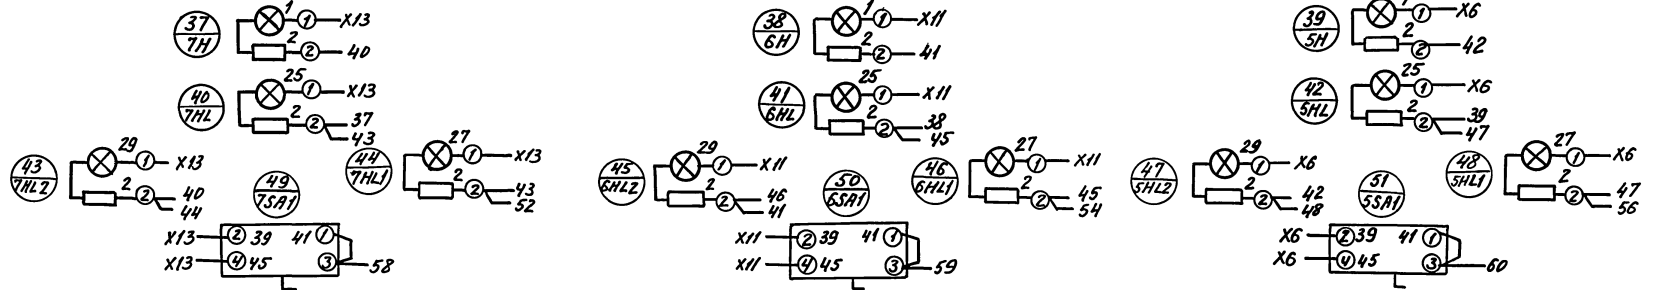 37 7H 1 1 X13 2 2 40
38 6H 1 1 X11 2 2 41
39 5H 1 1 X6 2 2 42
40 7HL 25 1 X13 2 2 37 43
41 6HL 25 1 X11 2 2 38 45
42 5HL 25 1 X6 2 2 39 47
43 7HL2 29 1 X13 2 2 40 44
44 7HL1 27 1 X13 2 2 43 52
45 6HL2 29 1 X11 2 2 46 41
46 6HL1 27 1 X11 2 2 45 54
47 5HL2 29 1 X6 2 2 42 48
48 5HL1 27 1 X6 2 2 47 56
49 7SA1
X13 2 39 41 1
X13 4 45 3 58
50 6SA1
X11 2 39 41 1
X11 4 45 3 59
51 5SA1
X6 2 39 41 1
X6 4 45 3 60